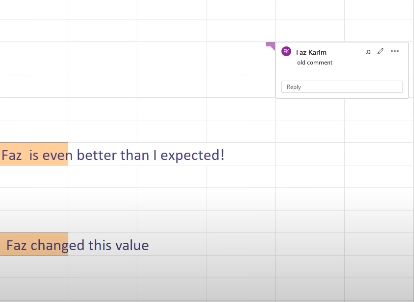 Faz Karim
old comment
Reply
Faz is even better than I expected!
Faz changed this value